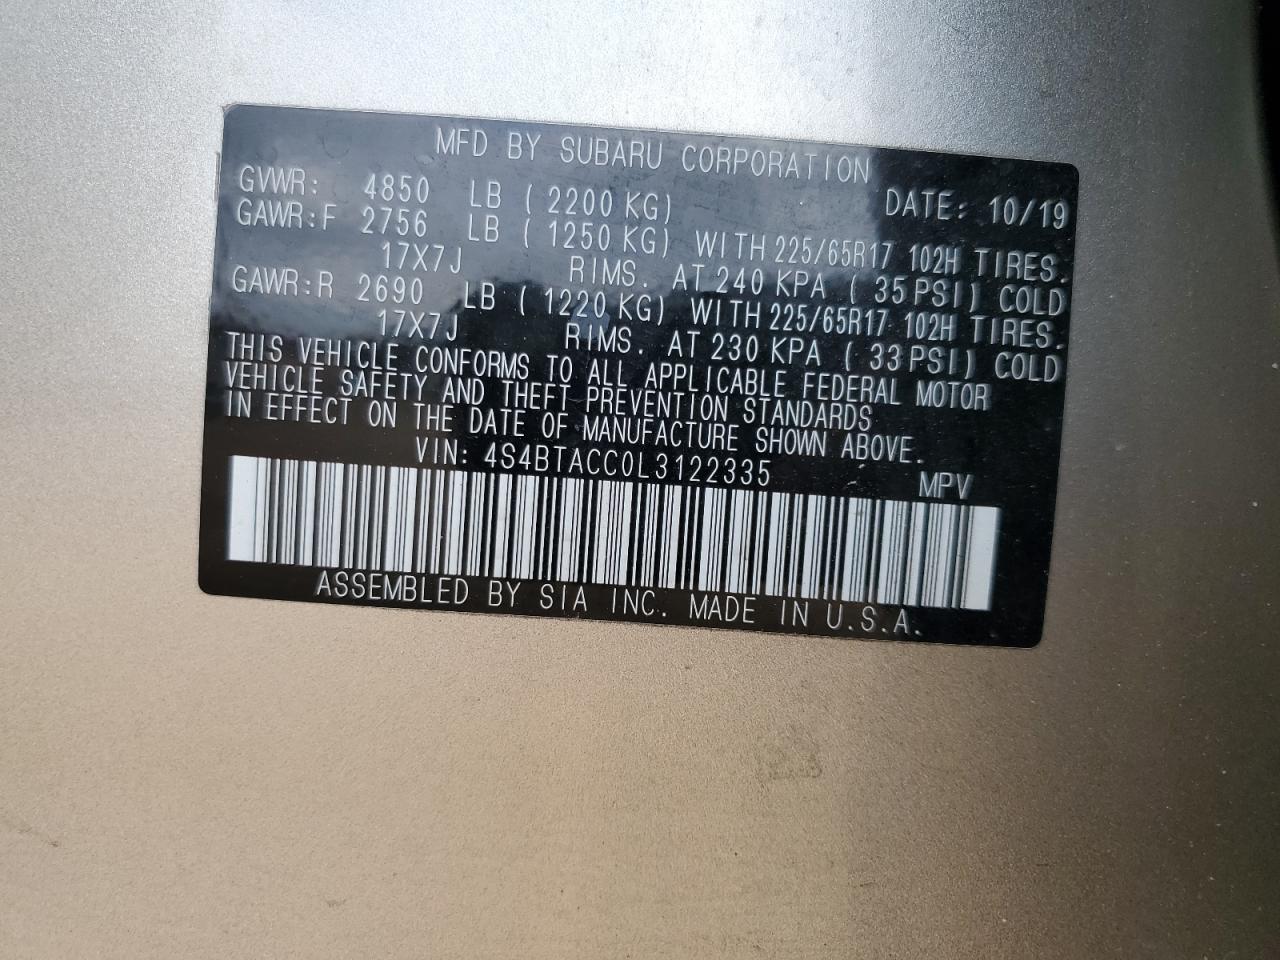 MFD BY SUBARU CORPORATION
GVWR: 4850 LB ( 2200 KG) DATE: 10/19
GAWR:F 2756 LB ( 1250 KG) WITH 225/65R17 102H TIRES.
17X7J RIMS. AT 240 KPA ( 35 PSI) COLD
GAWR:R 2690 LB ( 1220 KG) WITH 225/65R17 102H TIRES.
17X7J RIMS. AT 230 KPA ( 33 PSI) COLD
THIS VEHICLE CONFORMS TO ALL APPLICABLE FEDERAL MOTOR
VEHICLE SAFETY AND THEFT PREVENTION STANDARDS
IN EFFECT ON THE DATE OF MANUFACTURE SHOWN ABOVE.
VIN: 4S4BTACC0L3122335 MPV
ASSEMBLED BY SIA INC. MADE IN U.S.A.